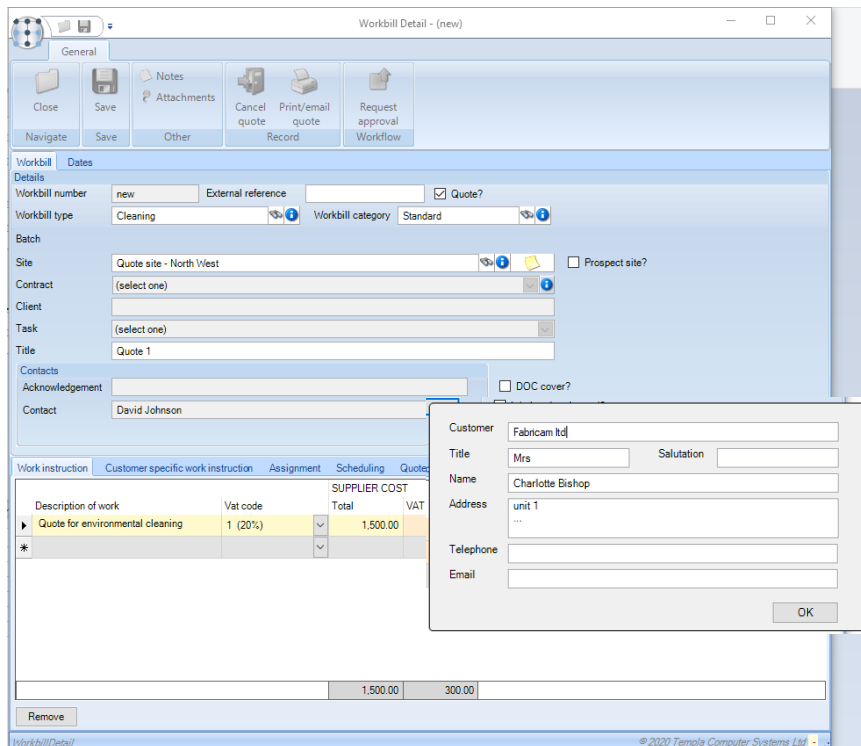 Workbill Detail - (new)
General
Notes
Attachments
Close
Save
Cancel quote
Print/email quote
Request approval
Navigate
Save
Other
Record
Workflow
Workbill Dates
Details
Workbill number new External reference Quote?
Workbill type Cleaning Workbill category Standard
Batch
Site Quote site - North West Prospect site?
Contract (select one)
Client
Task (select one)
Title Quote 1
Contacts
Acknowledgement DOC cover?
Contact David Johnson
Customer Fabricam ltd
Title Mrs Salutation
Name Charlotte Bishop
Address unit 1
...
Telephone
Email
OK
Work instruction Customer specific work instruction Assignment Scheduling
SUPPLIER COST
Description of work Vat code Total VAT
Quote for environmental cleaning 1 (20%) 1,500.00
1,500.00 300.00
Remove
WorkbillDetail © 2020 Templa Computer Systems Ltd